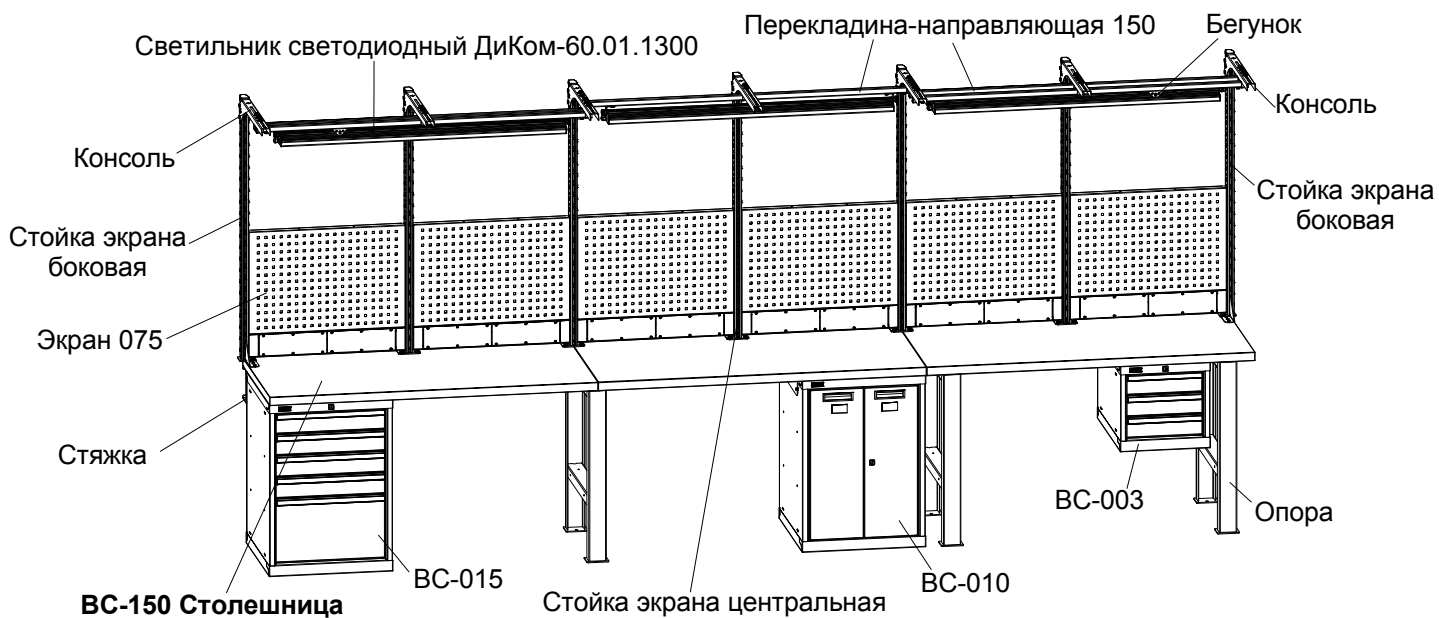 Перекладина-направляющая 150
Бегунок
Светильник светодиодный ДиКом-60.01.1300
Консоль
Консоль
Стойка экрана
боковая
Стойка экрана
боковая
Экран 075
Стяжка
ВС-003
Опора
ВС-015
ВС-010
ВС-150 Столешница
Стойка экрана центральная